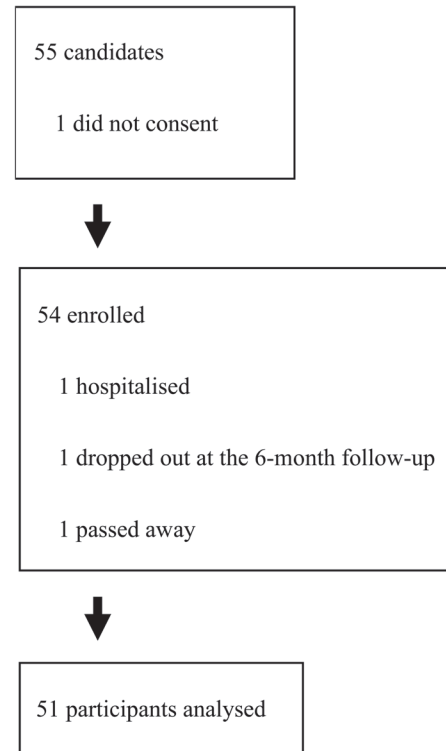 55 candidates
1 did not consent
54 enrolled
1 hospitalised
1 dropped out at the 6-month follow-up
1 passed away
51 participants analysed